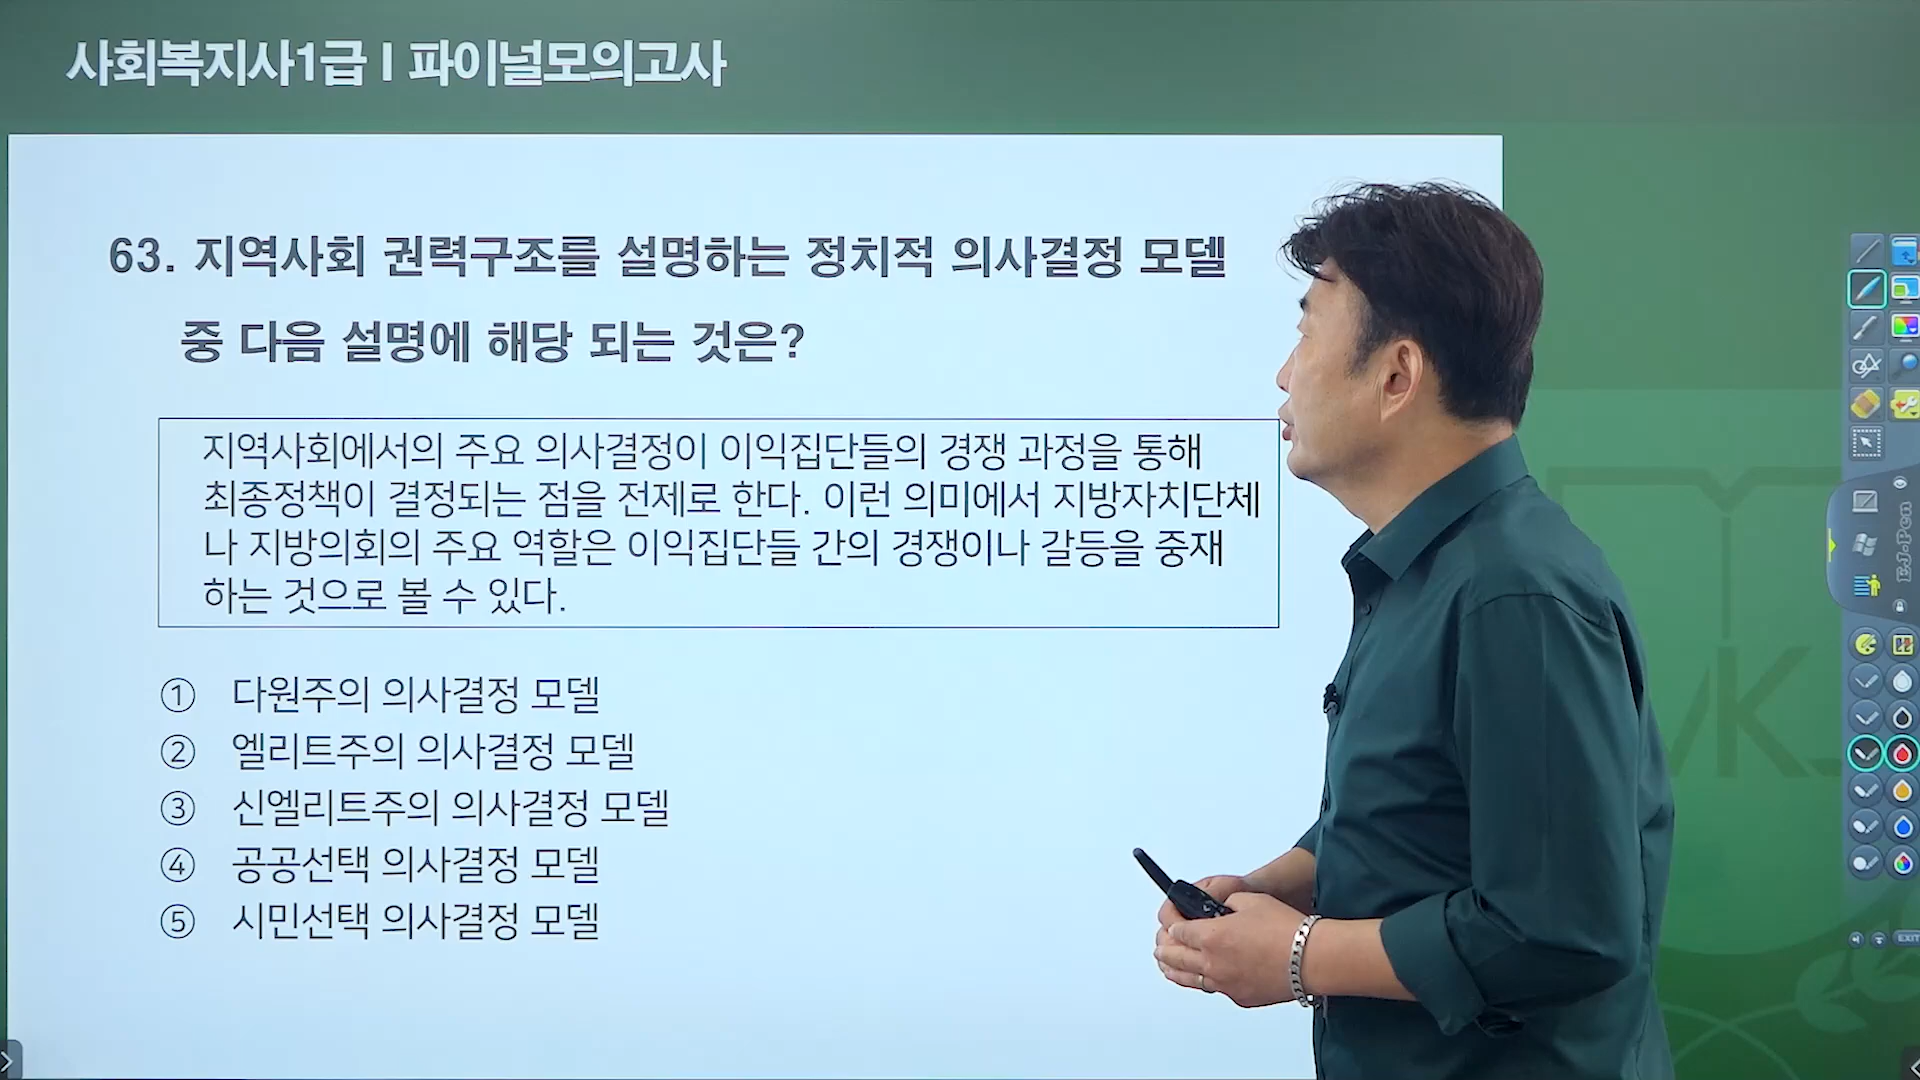 사회복지사1급 I 파이널모의고사
63. 지역사회 권력구조를 설명하는 정치적 의사결정 모델
중 다음 설명에 해당 되는 것은?
지역사회에서의 주요 의사결정이 이익집단들의 경쟁 과정을 통해
최종정책이 결정되는 점을 전제로 한다. 이런 의미에서 지방자치단체
나 지방의회의 주요 역할은 이익집단들 간의 경쟁이나 갈등을 중재
하는 것으로 볼 수 있다.
① 다원주의 의사결정 모델
② 엘리트주의 의사결정 모델
③ 신엘리트주의 의사결정 모델
④ 공공선택 의사결정 모델
⑤ 시민선택 의사결정 모델
EJ-Pen
EXIT